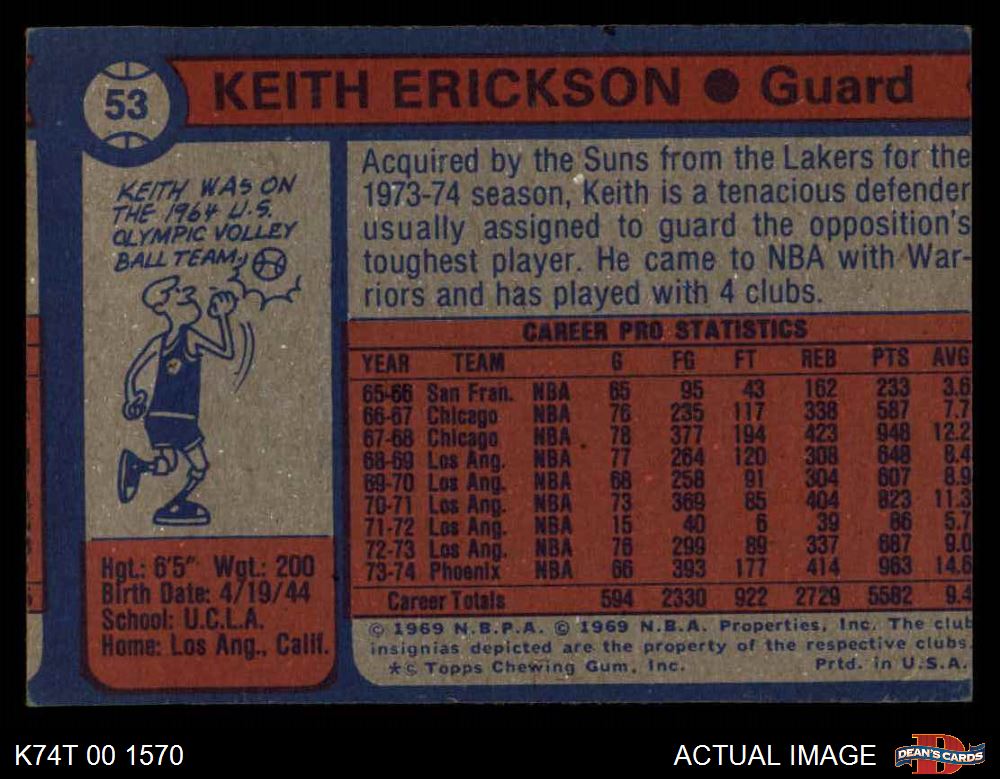 53
KEITH ERICKSON ● Guard
KEITH WAS ON
THE 1964 U.S.
OLYMPIC VOLLEY
BALL TEAM.
Hgt.: 6'5" Wgt.: 200
Birth Date: 4/19/44
School: U.C.L.A.
Home: Los Ang., Calif.
Acquired by the Suns from the Lakers for the
1973-74 season, Keith is a tenacious defender
usually assigned to guard the opposition's
toughest player. He came to NBA with War-
riors and has played with 4 clubs.
CAREER PRO STATISTICS
YEAR TEAM G FG FT REB PTS AVG
65-66 San Fran. NBA 65 95 43 162 233 3.6
66-67 Chicago NBA 76 235 117 338 587 7.7
67-68 Chicago NBA 78 377 194 423 948 12.2
68-69 Los Ang. NBA 77 264 120 308 648 8.4
69-70 Los Ang. NBA 68 258 91 304 607 8.9
70-71 Los Ang. NBA 73 369 85 404 823 11.3
71-72 Los Ang. NBA 15 40 6 39 86 5.7
72-73 Los Ang. NBA 76 299 89 337 687 9.0
73-74 Phoenix NBA 66 393 177 414 963 14.6
Career Totals 594 2330 922 2729 5582 9.4
© 1969 N.B.P.A. © 1969 N.B.A. Properties, Inc. The club
insignias depicted are the property of the respective clubs.
*© Topps Chewing Gum, Inc. Prtd. in U.S.A.
K74T 00 1570
ACTUAL IMAGE
D
DEAN'S CARDS